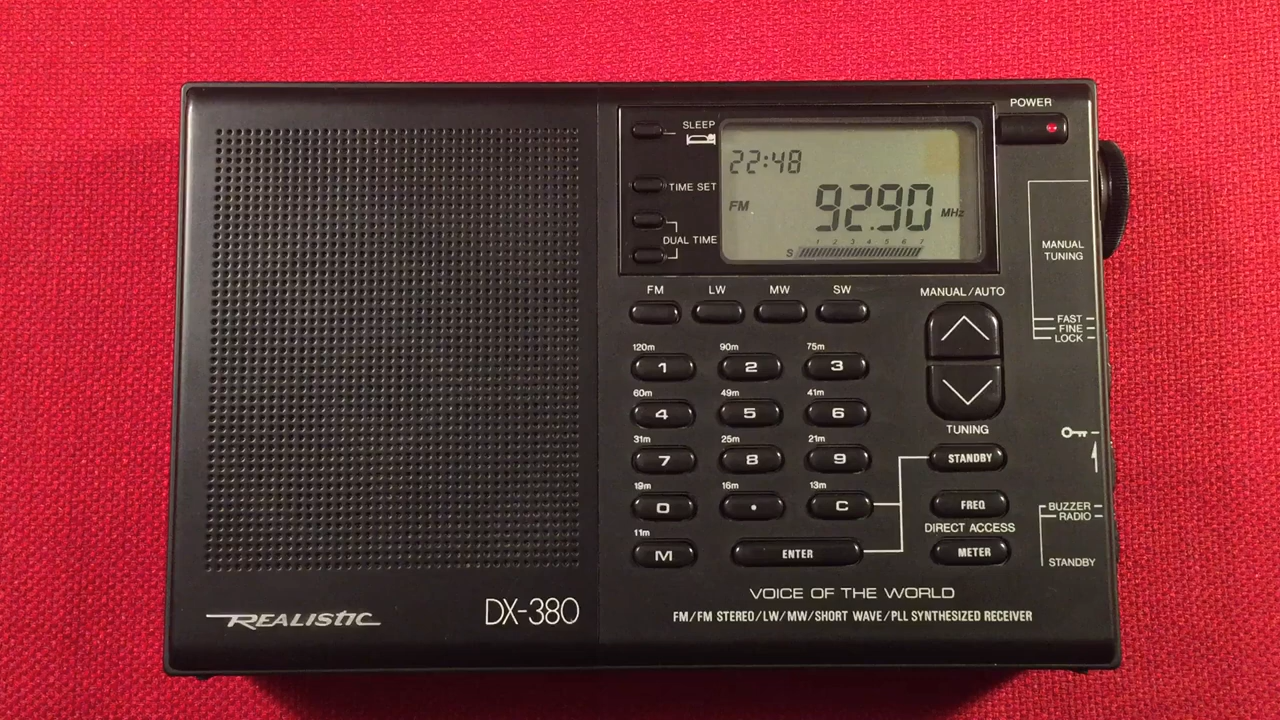 POWER
SLEEP
TIME SET
DUAL TIME
22:48
FM 92.90 MHz
1 2 3 4 5 6 7
S
MANUAL TUNING
FAST
FINE
LOCK
FM LW MW SW
MANUAL/AUTO
120m 90m 75m
1 2 3
60m 49m 41m
4 5 6
TUNING
31m 25m 21m
7 8 9
STANDBY
19m 16m 13m
0 . C
FREQ
DIRECT ACCESS
11m
M ENTER
METER
BUZZER
RADIO
STANDBY
REALISTIC
DX-380
VOICE OF THE WORLD
FM/FM STEREO/LW/MW/SHORT WAVE/PLL SYNTHESIZED RECEIVER